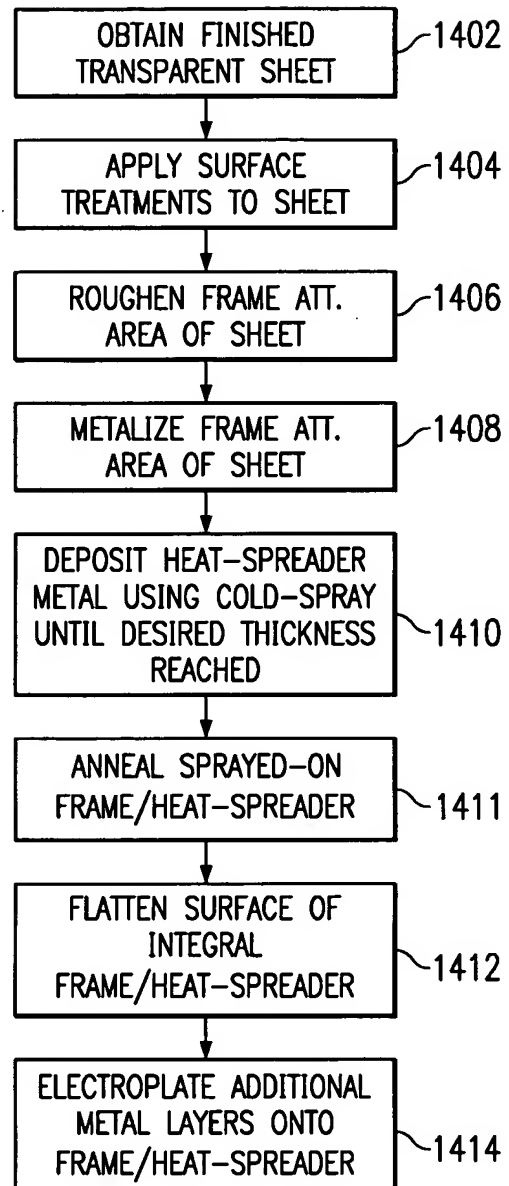 OBTAIN FINISHED
TRANSPARENT SHEET
1402
APPLY SURFACE
TREATMENTS TO SHEET
1404
ROUGHEN FRAME ATT.
AREA OF SHEET
1406
METALIZE FRAME ATT.
AREA OF SHEET
1408
DEPOSIT HEAT-SPREADER
METAL USING COLD-SPRAY
UNTIL DESIRED THICKNESS
REACHED
1410
ANNEAL SPRAYED-ON
FRAME/HEAT-SPREADER
1411
FLATTEN SURFACE OF
INTEGRAL
FRAME/HEAT-SPREADER
1412
ELECTROPLATE ADDITIONAL
METAL LAYERS ONTO
FRAME/HEAT-SPREADER
1414